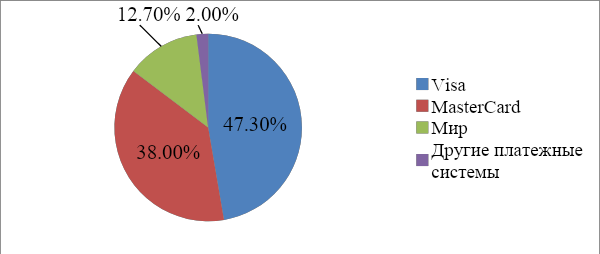 12.70% 2.00%
47.30%
38.00%
Visa
MasterCard
Мир
Другие платежные
системы